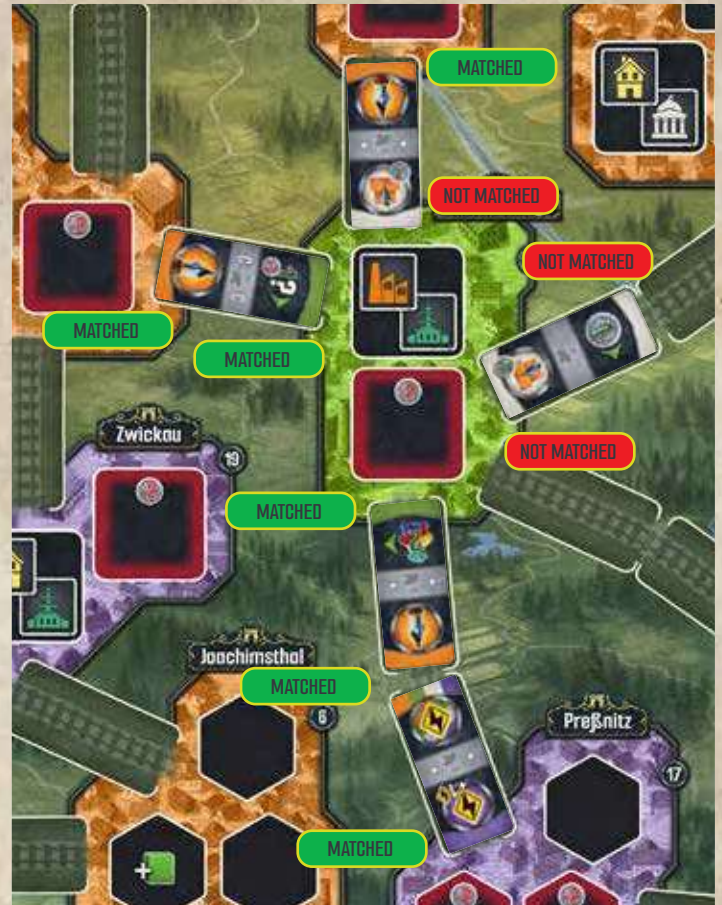 MATCHED
NOT MATCHED
NOT MATCHED
MATCHED
MATCHED
Zwickau
19
NOT MATCHED
MATCHED
Joachimsthal
MATCHED
6
Preßnitz
17
MATCHED
+